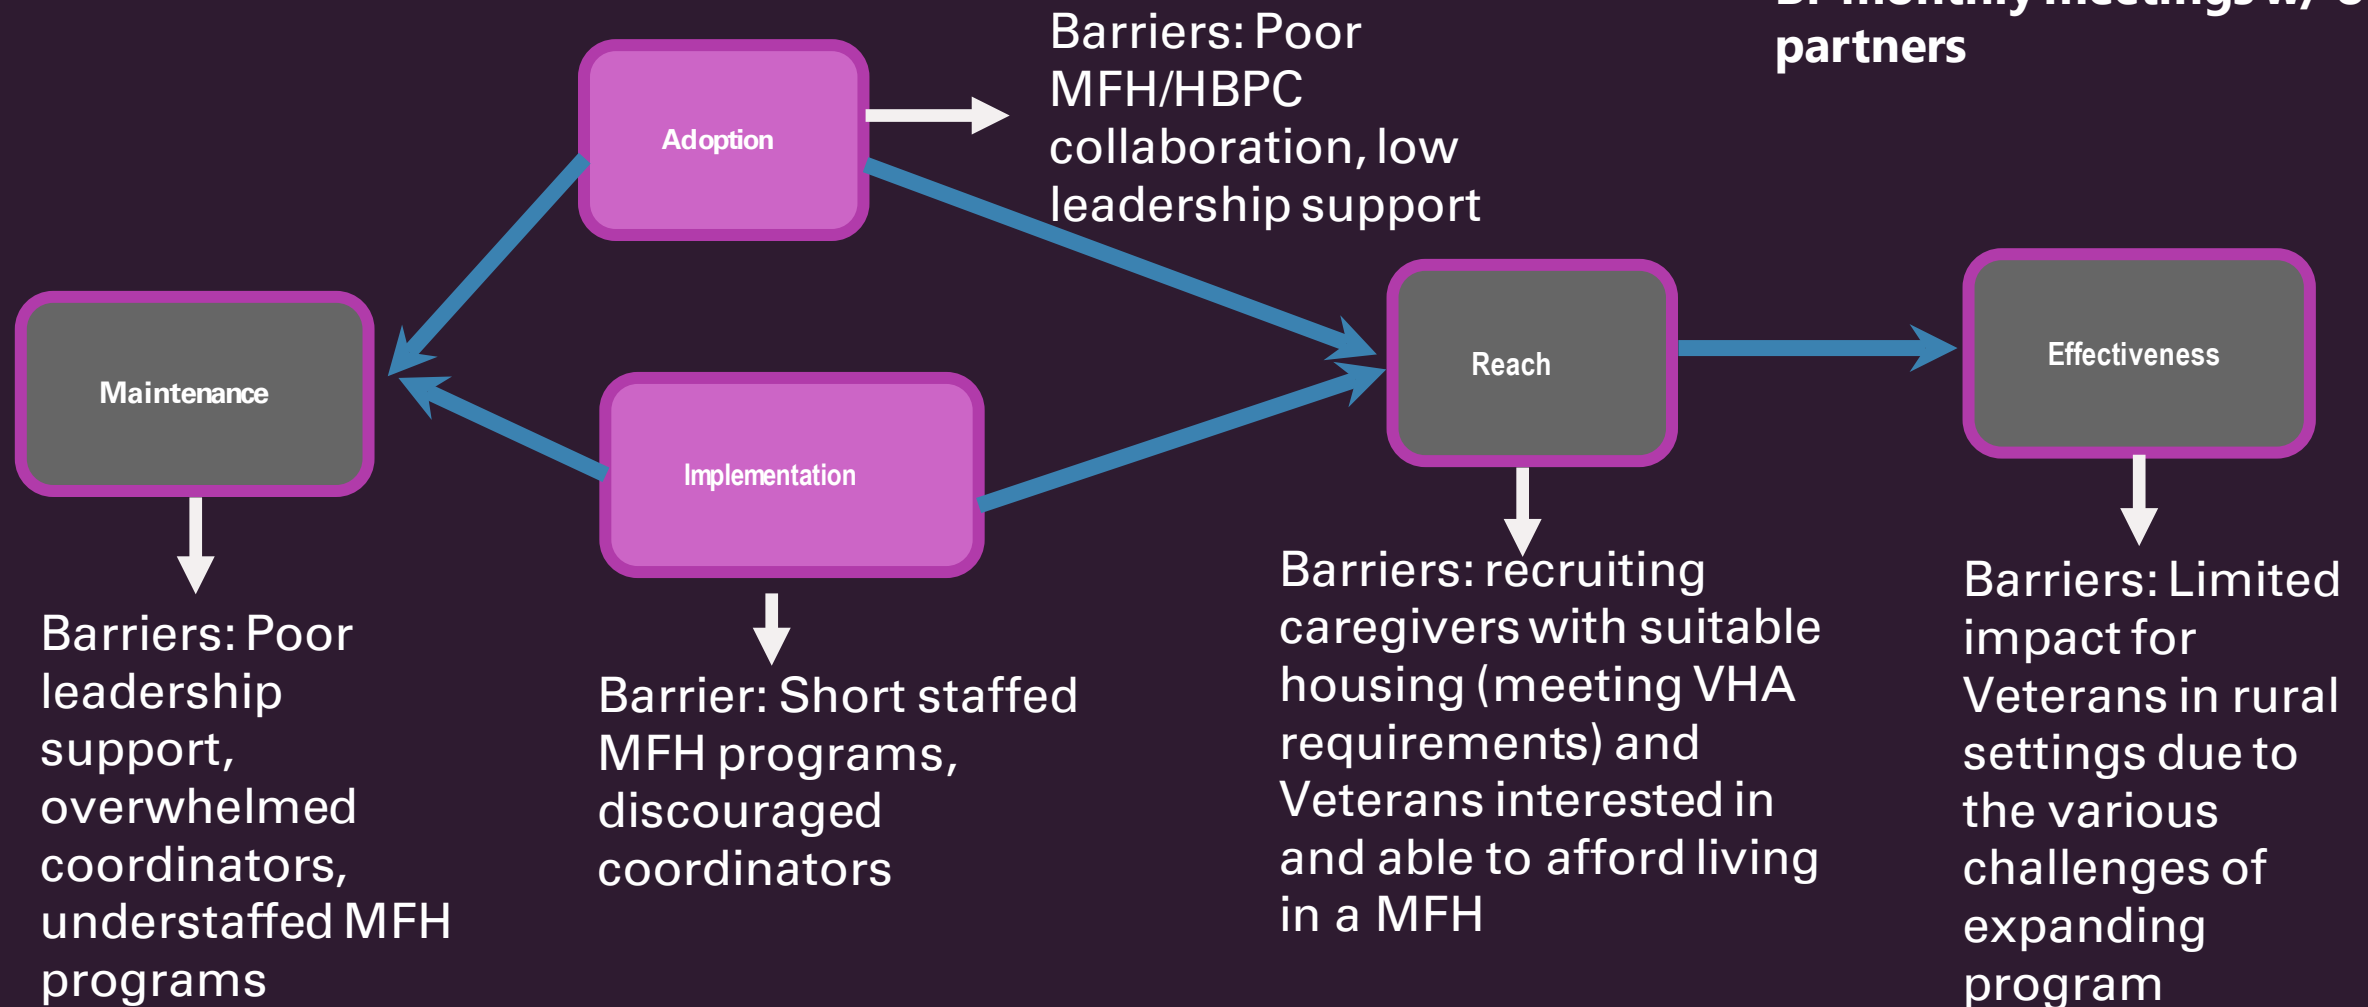 Bi-monthly meetings w/
partners
Barriers: Poor
MFH/HBPC
collaboration, low
leadership support
Adoption
Maintenance
Implementation
Reach
Effectiveness
Barriers: Poor
leadership
support,
overwhelmed
coordinators,
understaffed MFH
programs
Barrier: Short staffed
MFH programs,
discouraged
coordinators
Barriers: recruiting
caregivers with suitable
housing (meeting VHA
requirements) and
Veterans interested in
and able to afford living
in a MFH
Barriers: Limited
impact for
Veterans in rural
settings due to
the various
challenges of
expanding
program